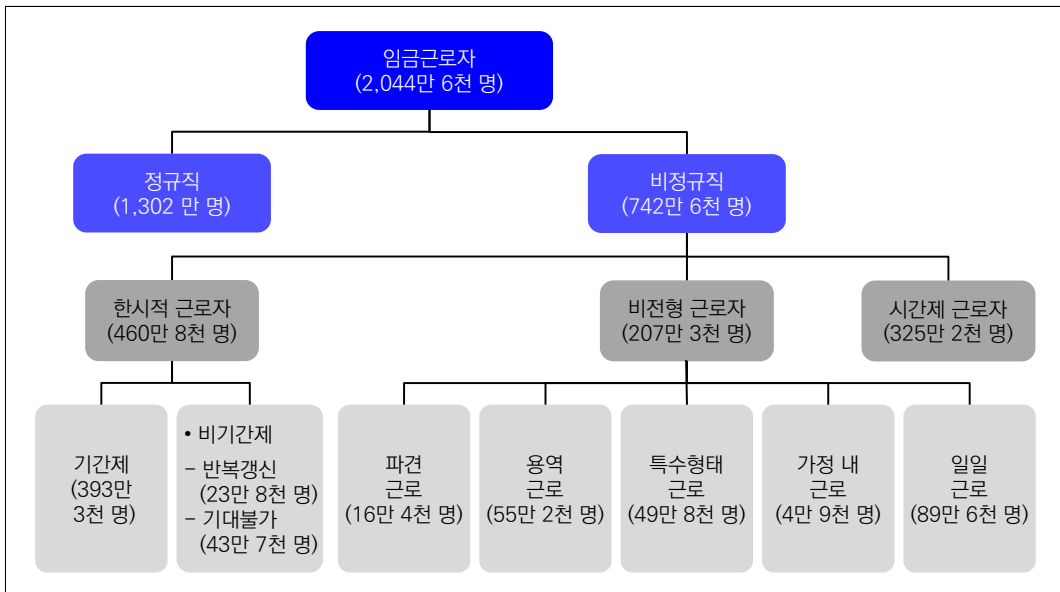 임금근로자
(2,044만 6천 명)
정규직
(1,302 만 명)
비정규직
(742만 6천 명)
한시적 근로자
(460만 8천 명)
비전형 근로자
(207만 3천 명)
시간제 근로자
(325만 2천 명)
기간제
(393만
3천 명)
• 비기간제
– 반복갱신
(23만 8천 명)
– 기대불가
(43만 7천 명)
파견
근로
(16만 4천 명)
용역
근로
(55만 2천 명)
특수형태
근로
(49만 8천 명)
가정 내
근로
(4만 9천 명)
일일
근로
(89만 6천 명)